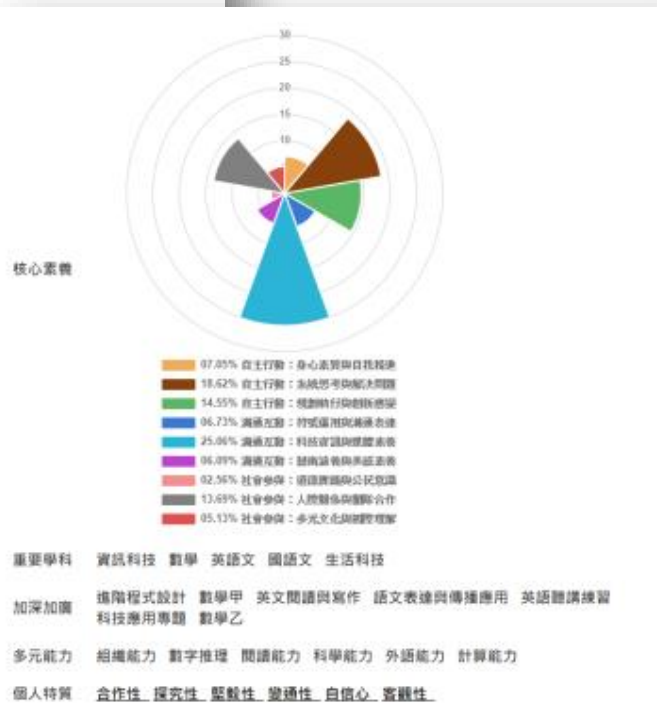 30
25
20
15
10
核心素養
07.05% 自主行動：身心素質與自我精進
18.62% 自主行動：系統思考與解決問題
14.55% 自主行動：規劃執行與創新應變
06.73% 溝通互動：符號運用與溝通表達
25.06% 溝通互動：科技資訊與媒體素養
06.09% 溝通互動：藝術涵養與美感素養
02.56% 社會參與：道德實踐與公民意識
13.69% 社會參與：人際關係與團隊合作
05.13% 社會參與：多元文化與國際理解
重要學科 資訊科技 數學 英語文 國語文 生活科技
加深加廣 進階程式設計 數學甲 英文閱讀與寫作 語文表達與傳播應用 英語聽講練習
科技應用專題 數學乙
多元能力 組織能力 數字推理 閱讀能力 科學能力 外語能力 計算能力
個人特質 合作性 探究性 堅毅性 變通性 自信心 客觀性